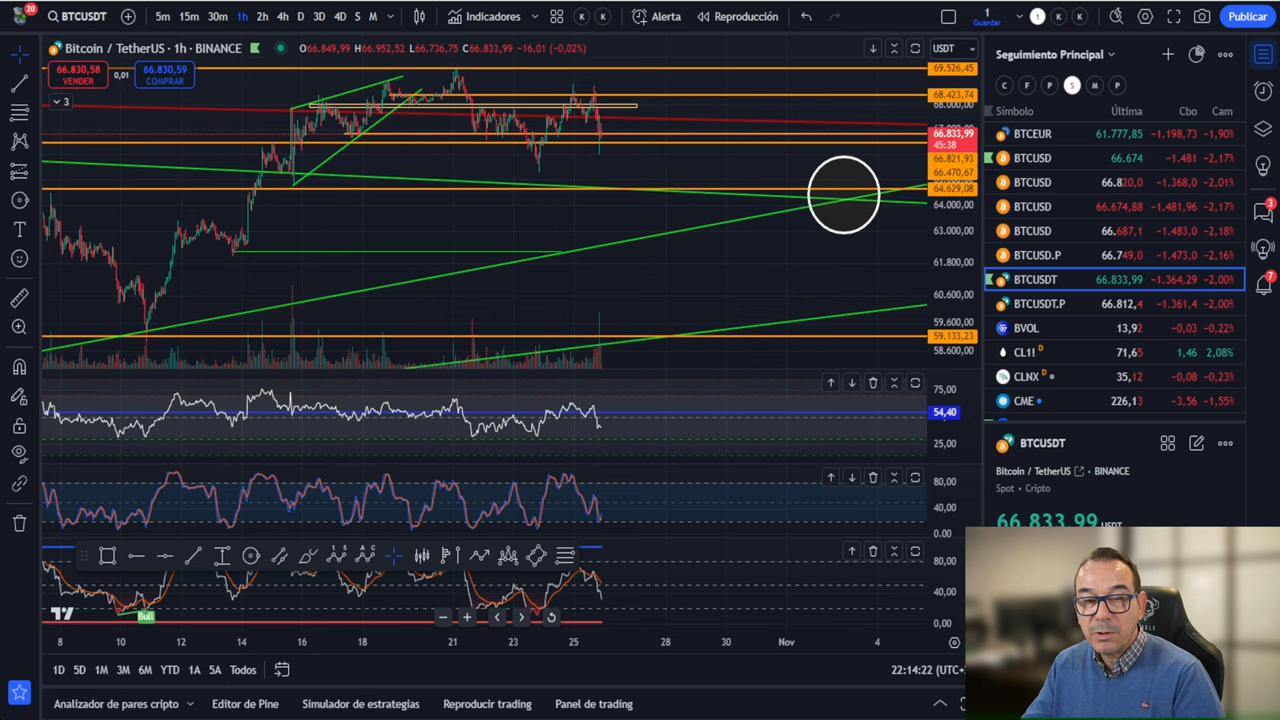 20
BTCUSDT
5m 15m 30m 1h 2h 4h D 3D 4D S M
Indicadores
K K
Alerta
Reproducción
1
Guardar
1 K K
Publicar
Bitcoin / TetherUS · 1h · BINANCE
O66.849,99 H66.952,52 L66.736,75 C66.833,99 −16,01 (−0,02%)
66.830,58
VENDER
0,01
66.830,59
COMPRAR
3
USDT
69.526,45
68.423,74
68.000,00
66.833,99
45:38
66.821,93
66.470,67
64.629,08
64.000,00
63.000,00
61.800,00
60.600,00
59.600,00
59.133,23
58.600,00
75,00
54,40
25,00
80,00
40,00
0.00
80,00
40,00
0,00
Bull
8 10 12 14 16 18 21 23 25 28 30 Nov 4
1D 5D 1M 3M 6M YTD 1A 5A Todos
22:14:22 (UTC+
Analizador de pares cripto
Editor de Pine
Simulador de estrategias
Reproducir trading
Panel de trading
Seguimiento Principal
C F P S M P
Símbolo Última Cbo Cam
BTCEUR 61.777,85 −1.198,73 −1,90%
BTCUSD 66.674 −1.481 −2,17%
BTCUSD 66.820,0 −1.368,0 −2,01%
BTCUSD 66.674,88 −1.481,96 −2,17%
BTCUSD 66.687,1 −1.483,0 −2,18%
BTCUSD.P 66.749,0 −1.473,0 −2,16%
BTCUSDT 66.833,99 −1.364,29 −2,00%
BTCUSDT.P 66.812,4 −1.361,4 −2,00%
BVOL 13,92 −0,03 −0,22%
CL1! D 71,65 1,46 2,08%
CLNX D 35,12 −0,08 −0,23%
CME 226,13 −3,56 −1,55%
BTCUSDT
Bitcoin / TetherUS · BINANCE
Spot · Cripto
66.833,99 USDT
3
7